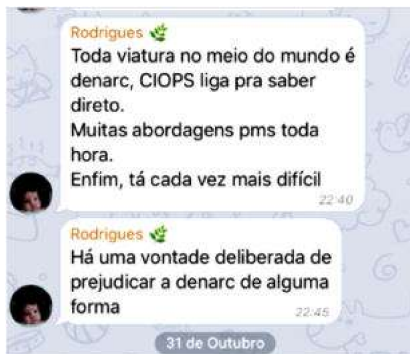 Rodrigues 🌿
Toda viatura no meio do mundo é
denarc, CIOPS liga pra saber
direto.
Muitas abordagens pms toda
hora.
Enfim, tá cada vez mais difícil
22:40
Rodrigues 🌿
Há uma vontade deliberada de
prejudicar a denarc de alguma
forma
22:45
31 de Outubro